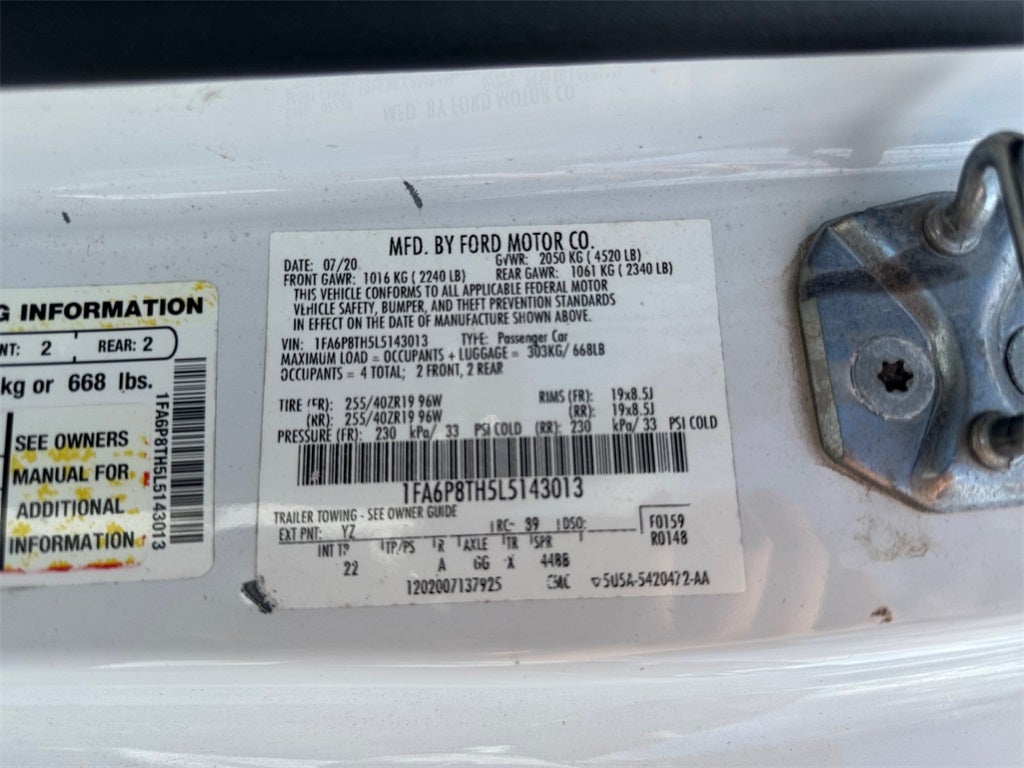 MFD. BY FORD MOTOR CO.
DATE: 07/20 GVWR: 2050 KG ( 4520 LB)
FRONT GAWR: 1016 KG ( 2240 LB) REAR GAWR: 1061 KG ( 2340 LB)
THIS VEHICLE CONFORMS TO ALL APPLICABLE FEDERAL MOTOR
VEHICLE SAFETY, BUMPER, AND THEFT PREVENTION STANDARDS
IN EFFECT ON THE DATE OF MANUFACTURE SHOWN ABOVE.
VIN: 1FA6P8TH5L5143013 TYPE: Passenger Car
MAXIMUM LOAD = OCCUPANTS + LUGGAGE = 303KG/ 668LB
OCCUPANTS = 4 TOTAL; 2 FRONT, 2 REAR
TIRE (FR): 255/40ZR19 96W RIMS (FR): 19x8.5J
(RR): 255/40ZR19 96W (RR): 19x8.5J
PRESSURE (FR): 230 kPa/ 33 PSI COLD (RR): 230 kPa/ 33 PSI COLD
1FA6P8TH5L5143013
TRAILER TOWING - SEE OWNER GUIDE
EXT PNT: YZ RC: 99 DSO: F0159
INT TR TP/PS R AXLE TR SPR R0148
22 A GG X 44BB
1202007137925 5U5A-5420472-AA
G INFORMATION
NT: 2 REAR: 2
kg or 668 lbs.
SEE OWNERS
MANUAL FOR
ADDITIONAL
INFORMATION
1FA6P8TH5L5143013